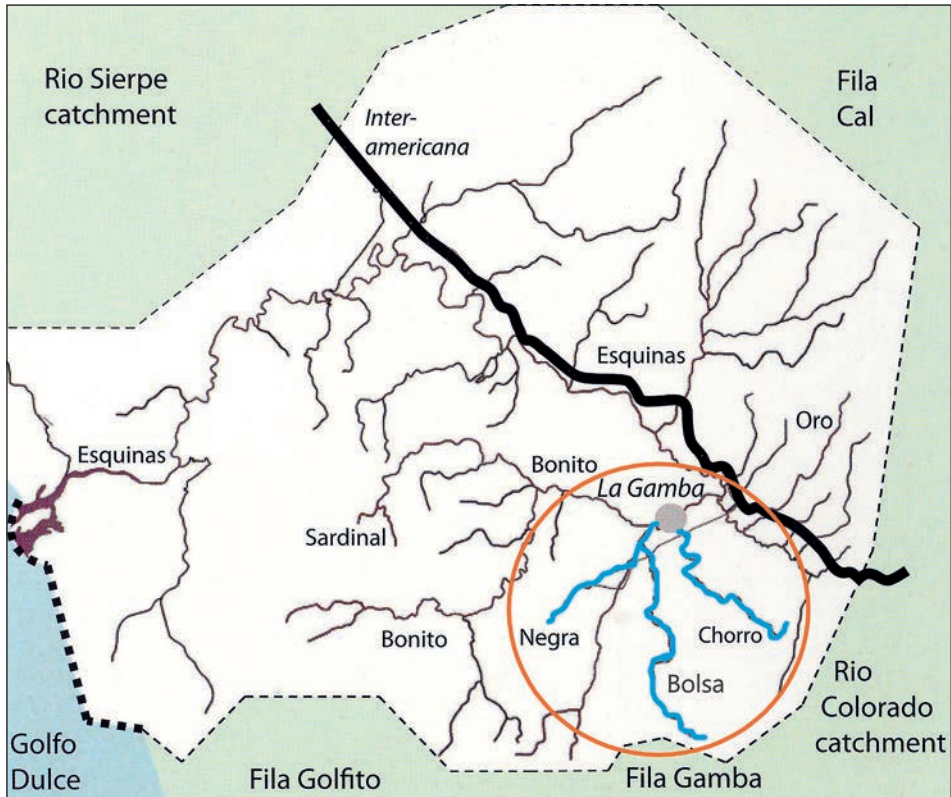 Rio Sierpe
catchment
Inter-
americana
Fila
Cal
Esquinas
Oro
Esquinas
Bonito
La Gamba
Sardinal
Negra
Chorro
Bonito
Bolsa
Rio
Colorado
catchment
Golfo
Dulce
Fila Golfito
Fila Gamba